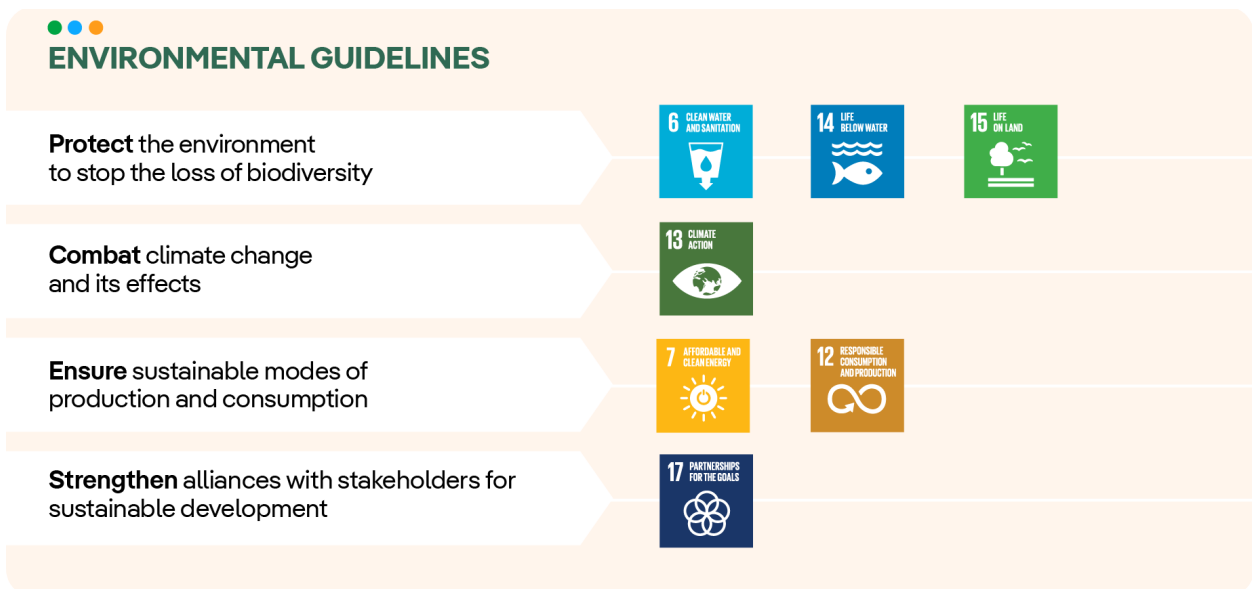 ENVIRONMENTAL GUIDELINES
Protect the environment
to stop the loss of biodiversity
6 CLEAN WATER
AND SANITATION
14 LIFE
BELOW WATER
15 LIFE
ON LAND
Combat climate change
and its effects
13 CLIMATE
ACTION
Ensure sustainable modes of
production and consumption
7 AFFORDABLE AND
CLEAN ENERGY
12 RESPONSIBLE
CONSUMPTION
AND PRODUCTION
Strengthen alliances with stakeholders for
sustainable development
17 PARTNERSHIPS
FOR THE GOALS